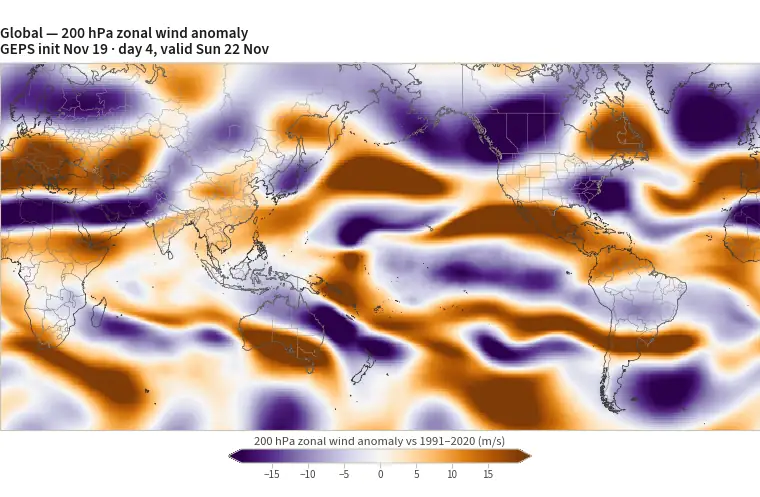 Global — 200 hPa zonal wind anomaly
GEPS init Nov 19 · day 4, valid Sun 22 Nov
200 hPa zonal wind anomaly vs 1991–2020 (m/s)
−15 −10 −5 0 5 10 15